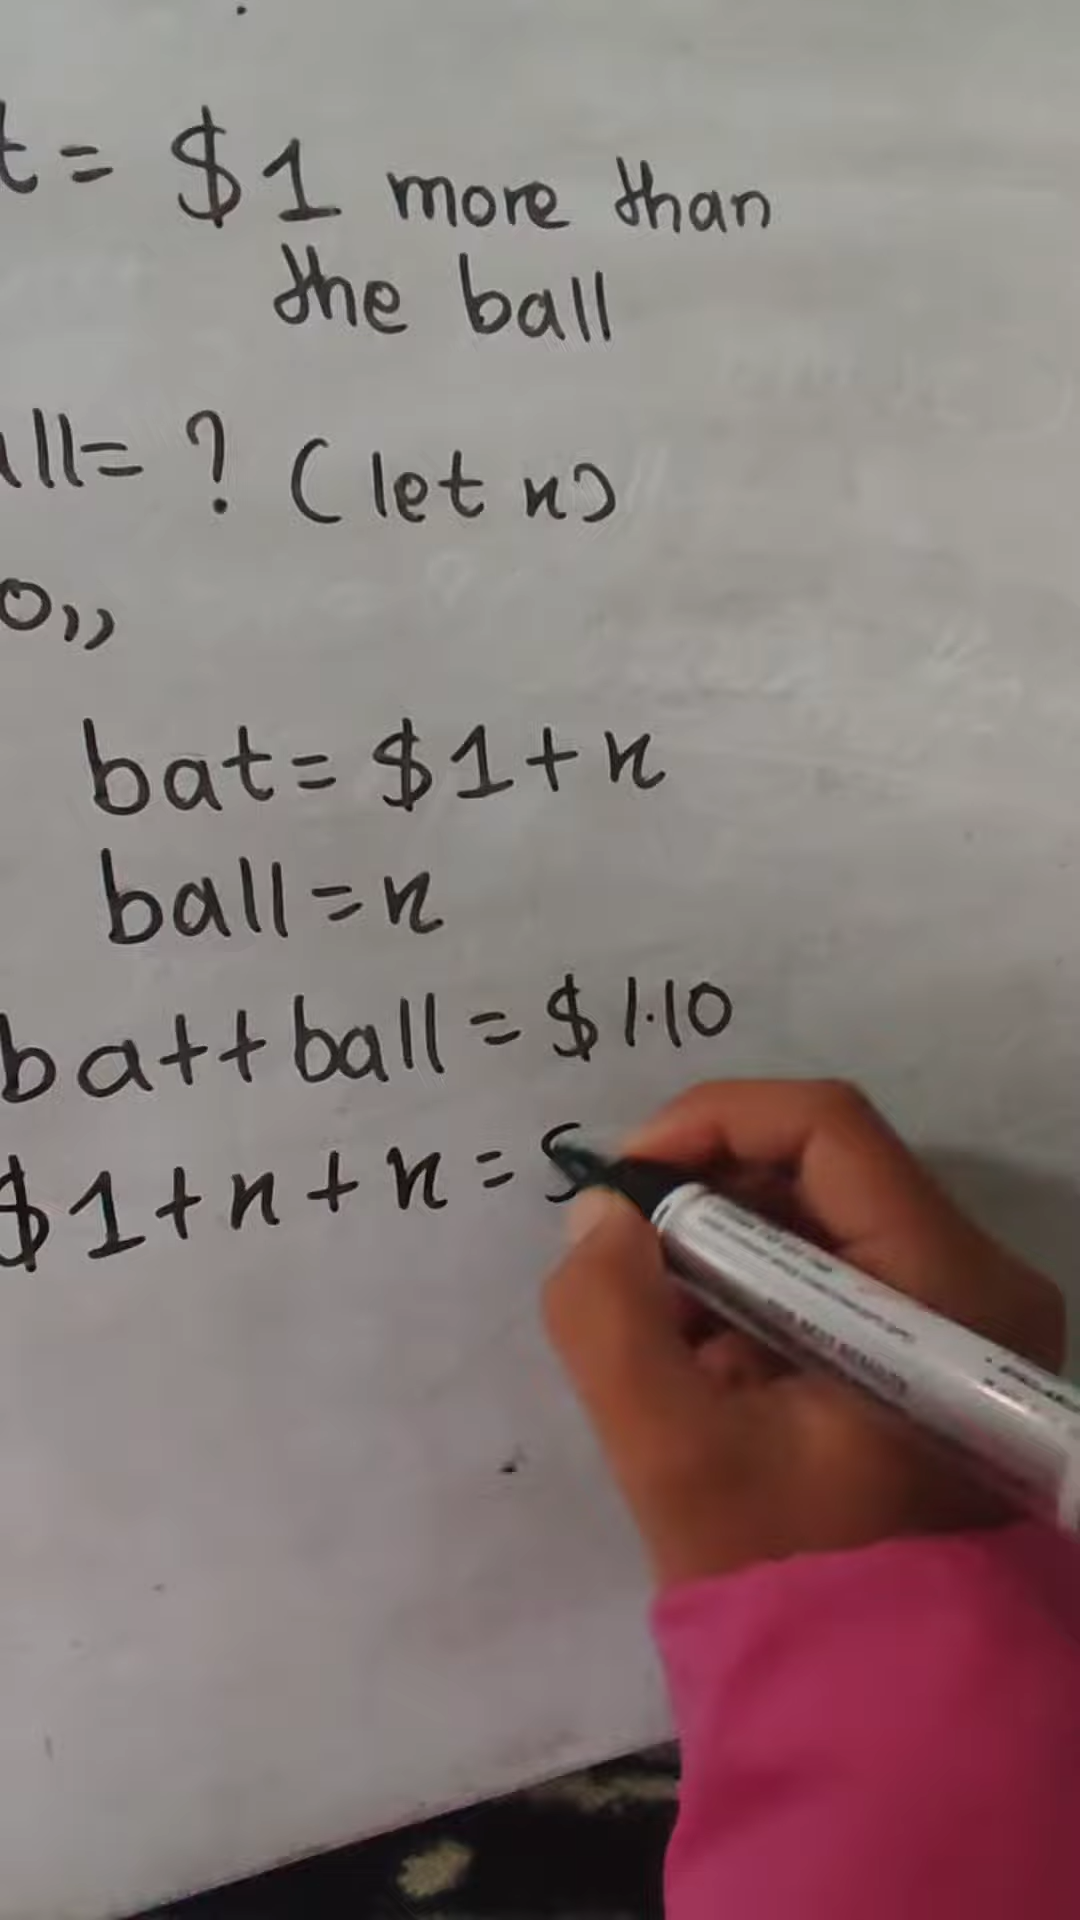 t = $1 more than
the ball
ll = ? (let x)
o,,
bat = $1 + x
ball = x
bat + ball = $1.10
$1 + x + x = $